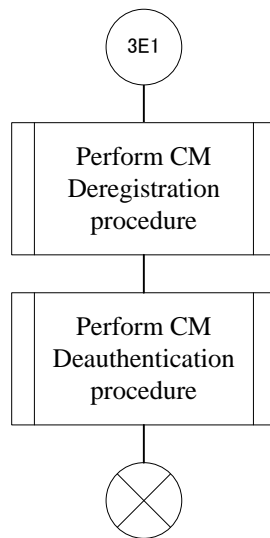 3E1
Perform CM
Deregistration
procedure
Perform CM
Deauthentication
procedure